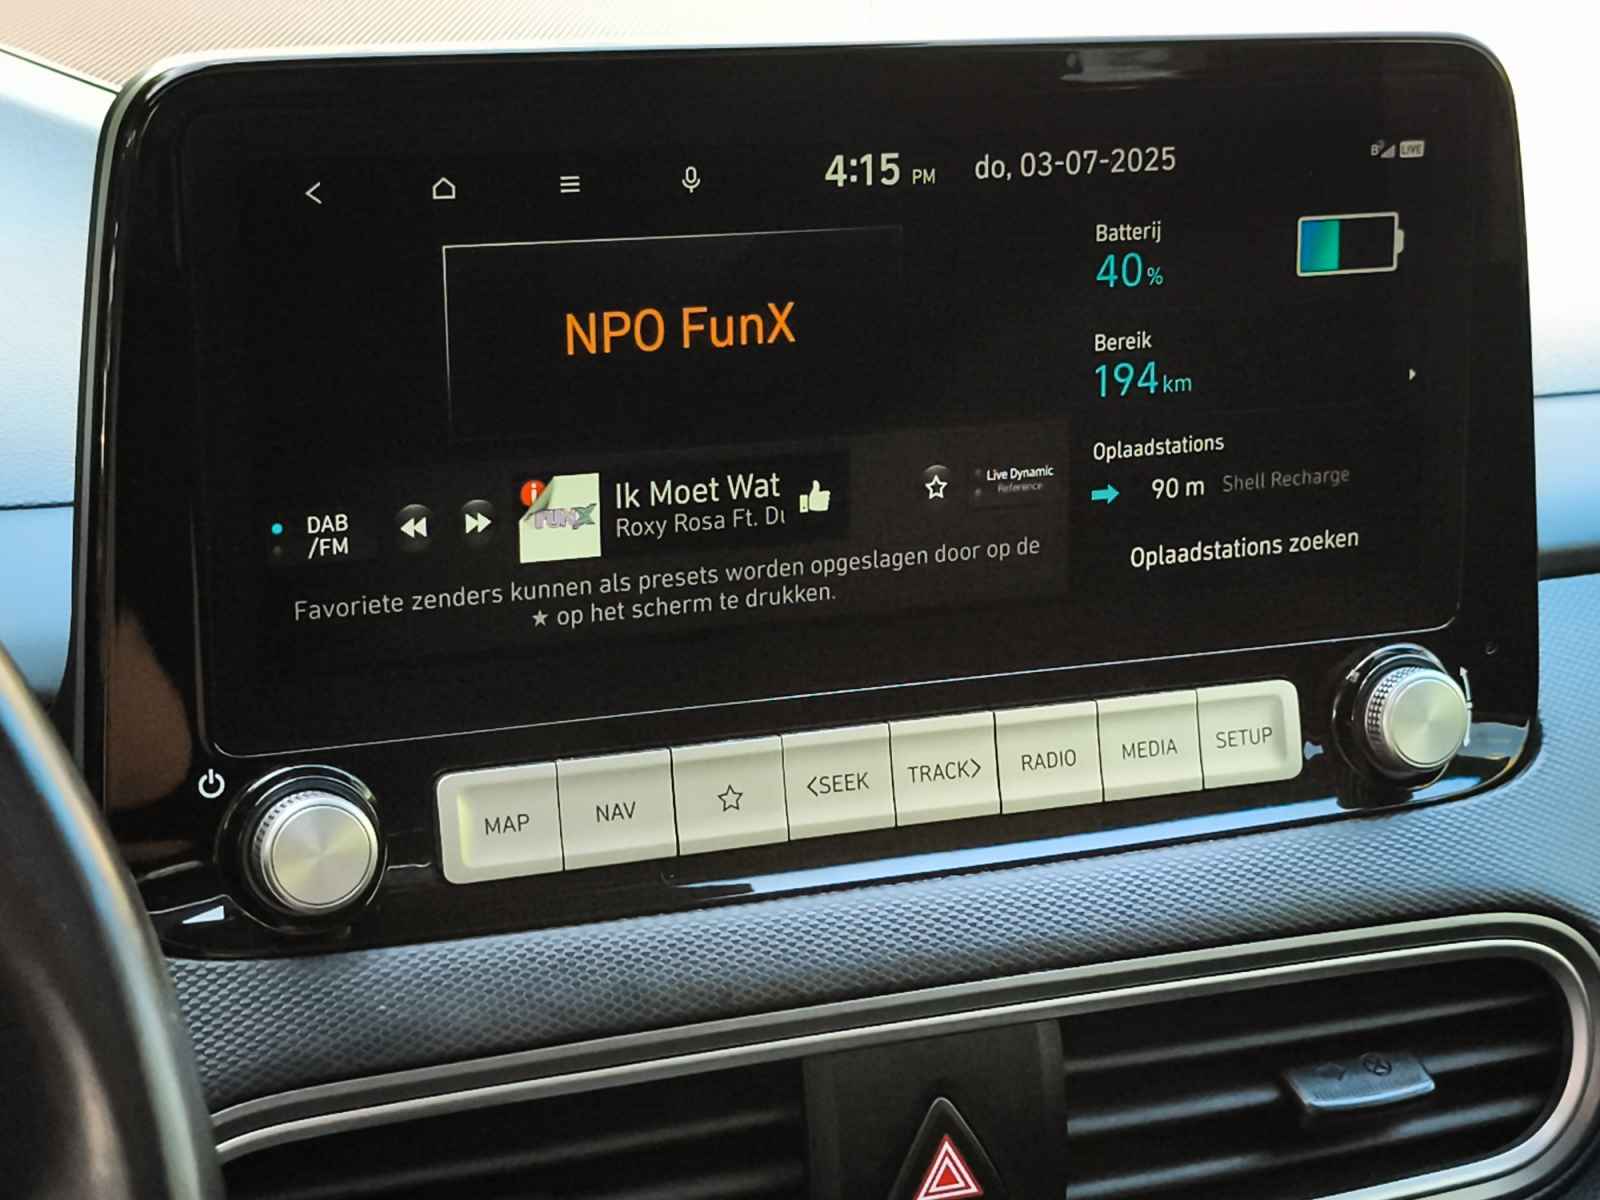 4:15 PM do, 03-07-2025
LIVE
NPO FunX
Batterij
40%
Bereik
194 km
DAB
/FM
FunX
Ik Moet Wat
Roxy Rosa Ft. Du
Live Dynamic
Reference
Favoriete zenders kunnen als presets worden opgeslagen door op de
★ op het scherm te drukken.
Oplaadstations
90 m Shell Recharge
Oplaadstations zoeken
MAP NAV ☆ <SEEK TRACK> RADIO MEDIA SETUP